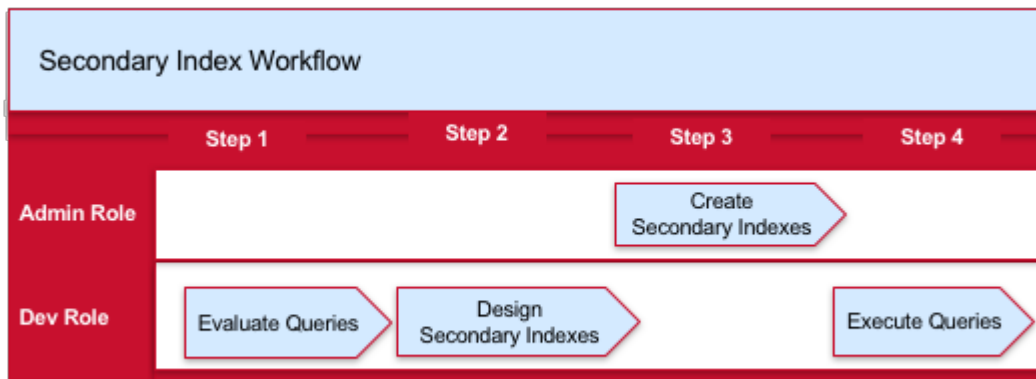 Secondary Index Workflow
Step 1 Step 2 Step 3 Step 4
Admin Role
Create
Secondary Indexes
Dev Role
Evaluate Queries
Design
Secondary Indexes
Execute Queries